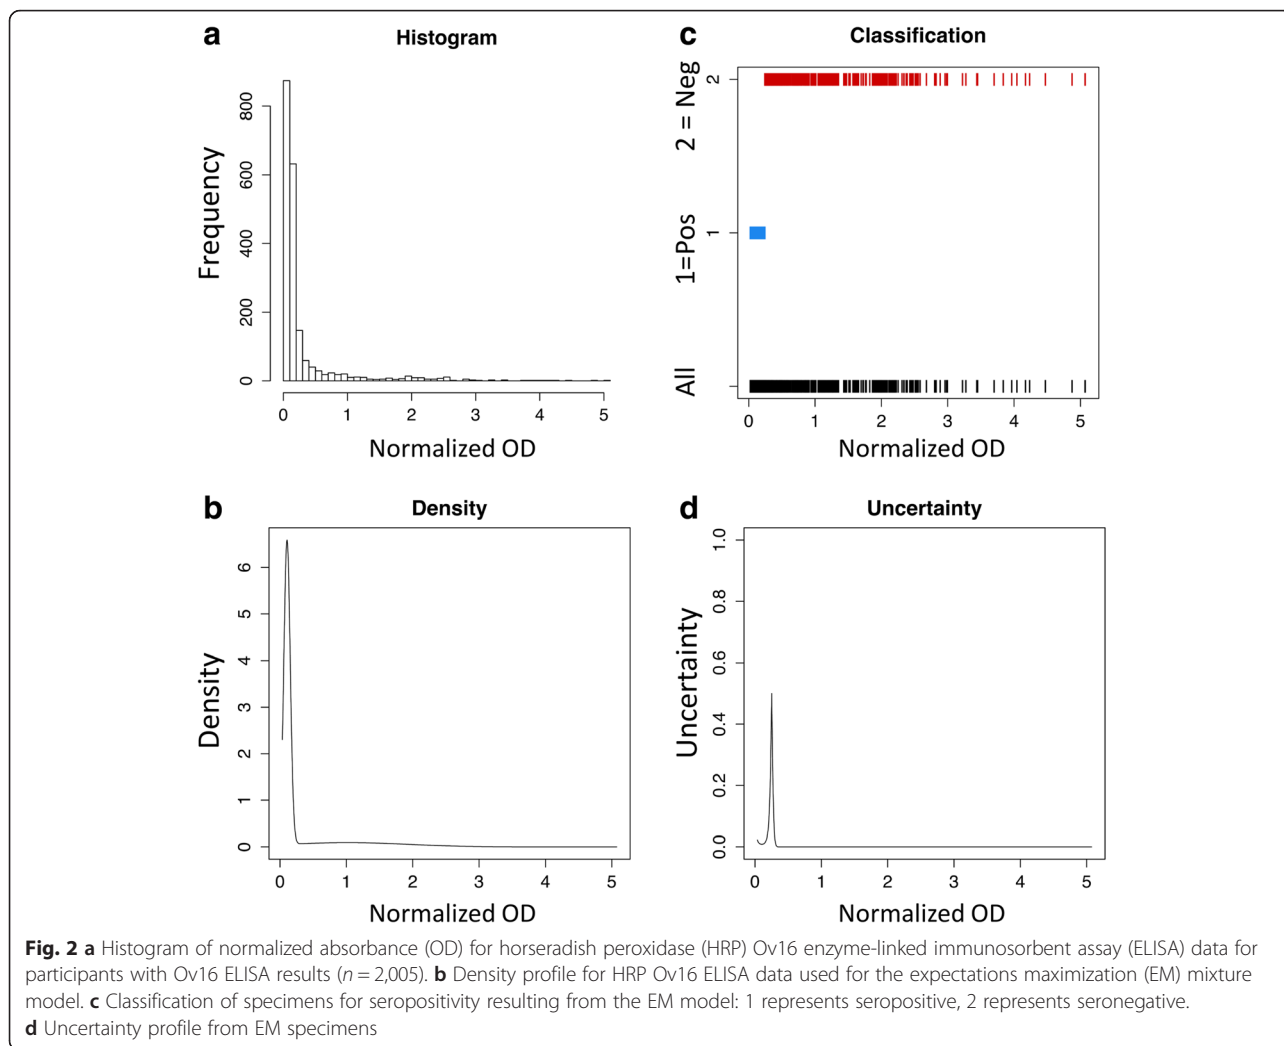 a
Histogram
Frequency
0
200
400
600
800
0 1 2 3 4 5
Normalized OD
c
Classification
All 1=Pos 2 = Neg
1 2
0 1 2 3 4 5
Normalized OD
b
Density
Density
0 1 2 3 4 5 6
0 1 2 3 4 5
Normalized OD
d
Uncertainty
Uncertainty
0.0 0.2 0.4 0.6 0.8 1.0
0 1 2 3 4 5
Normalized OD
Fig. 2 a Histogram of normalized absorbance (OD) for horseradish peroxidase (HRP) Ov16 enzyme-linked immunosorbent assay (ELISA) data for
participants with Ov16 ELISA results (n = 2,005). b Density profile for HRP Ov16 ELISA data used for the expectations maximization (EM) mixture
model. c Classification of specimens for seropositivity resulting from the EM model: 1 represents seropositive, 2 represents seronegative.
d Uncertainty profile from EM specimens